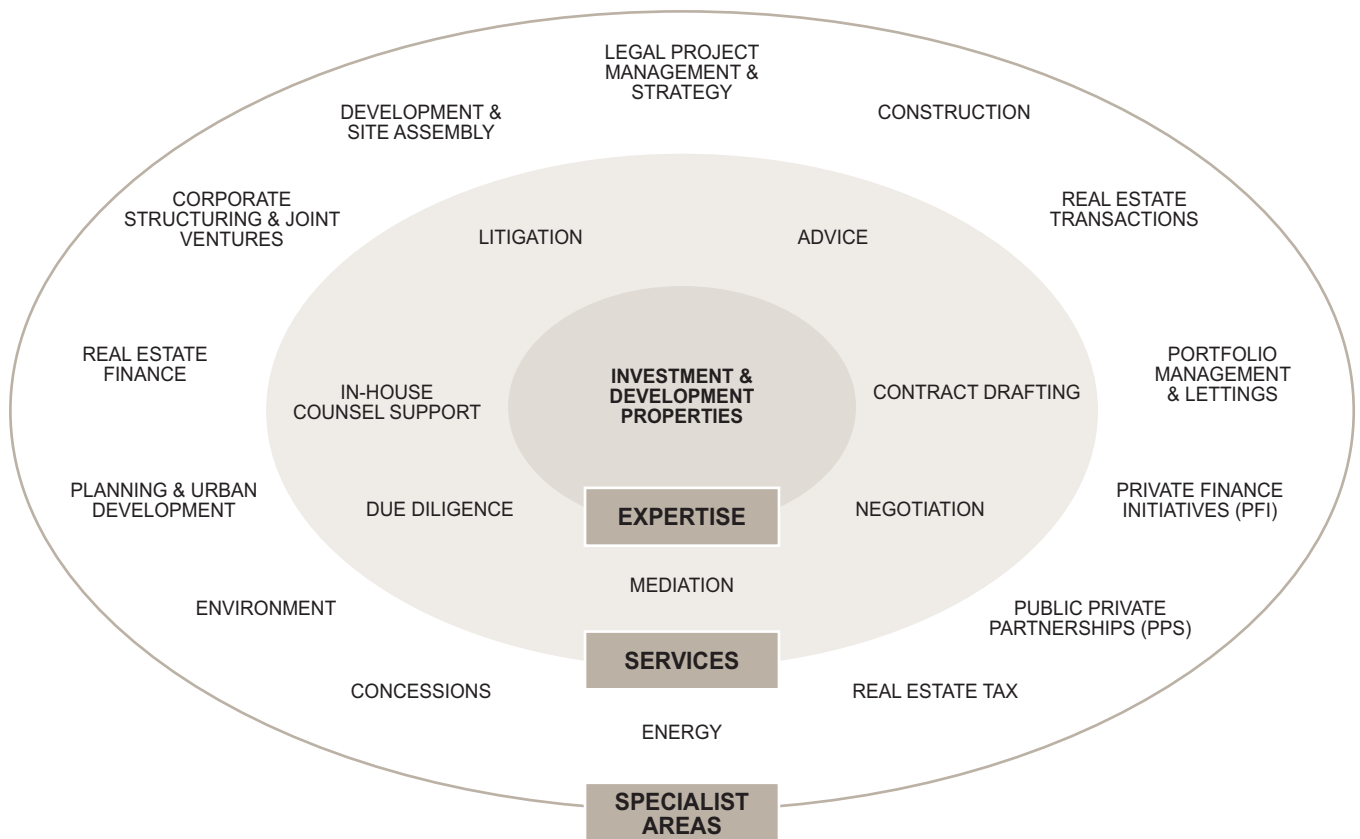 LEGAL PROJECT
MANAGEMENT &
STRATEGY
DEVELOPMENT &
SITE ASSEMBLY
CONSTRUCTION
CORPORATE
STRUCTURING & JOINT
VENTURES
REAL ESTATE
TRANSACTIONS
LITIGATION
ADVICE
REAL ESTATE
FINANCE
PORTFOLIO
MANAGEMENT
& LETTINGS
IN-HOUSE
COUNSEL SUPPORT
INVESTMENT &
DEVELOPMENT
PROPERTIES
CONTRACT DRAFTING
PLANNING & URBAN
DEVELOPMENT
DUE DILIGENCE
EXPERTISE
NEGOTIATION
PRIVATE FINANCE
INITIATIVES (PFI)
MEDIATION
ENVIRONMENT
PUBLIC PRIVATE
PARTNERSHIPS (PPS)
SERVICES
CONCESSIONS
REAL ESTATE TAX
ENERGY
SPECIALIST
AREAS